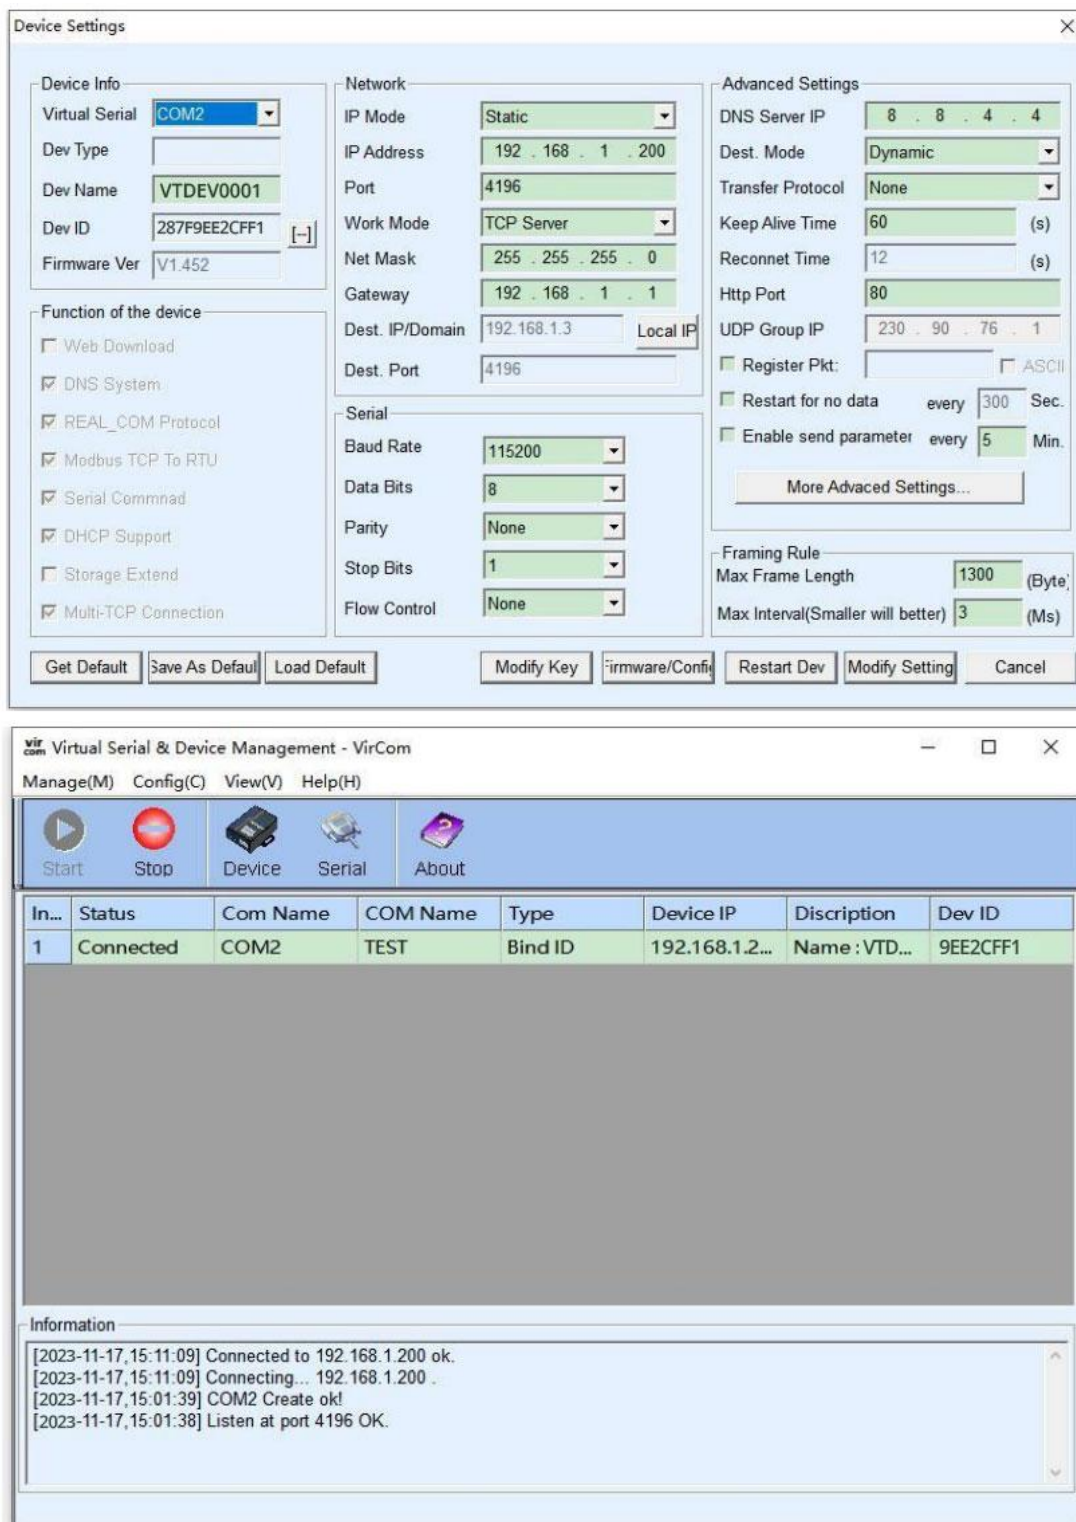 Device Settings
Device Info
Virtual Serial COM2
Dev Type
Dev Name VTDEV0001
Dev ID 287F9EE2CFF1 [--]
Firmware Ver V1.452
Function of the device
Web Download
DNS System
REAL_COM Protocol
Modbus TCP To RTU
Serial Commnad
DHCP Support
Storage Extend
Multi-TCP Connection
Network
IP Mode Static
IP Address 192 . 168 . 1 . 200
Port 4196
Work Mode TCP Server
Net Mask 255 . 255 . 255 . 0
Gateway 192 . 168 . 1 . 1
Dest. IP/Domain 192.168.1.3 Local IP
Dest. Port 4196
Serial
Baud Rate 115200
Data Bits 8
Parity None
Stop Bits 1
Flow Control None
Advanced Settings
DNS Server IP 8 . 8 . 4 . 4
Dest. Mode Dynamic
Transfer Protocol None
Keep Alive Time 60 (s)
Reconnet Time 12 (s)
Http Port 80
UDP Group IP 230 . 90 . 76 . 1
Register Pkt: ASCII
Restart for no data every 300 Sec.
Enable send parameter every 5 Min.
More Advaced Settings...
Framing Rule
Max Frame Length 1300 (Byte)
Max Interval(Smaller will better) 3 (Ms)
Get Default Save As Defaul Load Default Modify Key Firmware/Config Restart Dev Modify Setting Cancel
vir com Virtual Serial & Device Management - VirCom
Manage(M) Config(C) View(V) Help(H)
Start Stop Device Serial About
In... Status Com Name COM Name Type Device IP Discription Dev ID
1 Connected COM2 TEST Bind ID 192.168.1.2... Name : VTD... 9EE2CFF1
Information
[2023-11-17,15:11:09] Connected to 192.168.1.200 ok.
[2023-11-17,15:11:09] Connecting... 192.168.1.200 .
[2023-11-17,15:01:39] COM2 Create ok!
[2023-11-17,15:01:38] Listen at port 4196 OK.